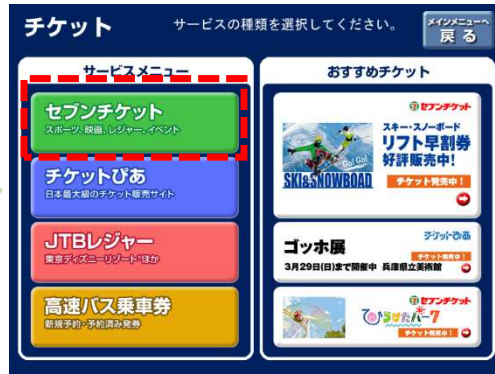 チケット
サービスの種類を選択してください。
メインメニューへ
戻る
サービスメニュー
セブンチケット
スポーツ、映画、レジャー、イベント
チケットぴあ
日本最大級のチケット販売サイト
JTBレジャー
東京ディズニーリゾート®ほか
高速バス乗車券
新規予約・予約済み発券
おすすめチケット
セブンチケット
スキー・スノーボード
リフト早割券
好評販売中!
Go! Go!
SKI&SNOWBOAD
チケット発売中!
チケットぴあ
ゴッホ展
チケット発売中!
3月29日(日)まで開催中 兵庫県立美術館
セブンチケット
ひらかたパーク
チケット発売中!